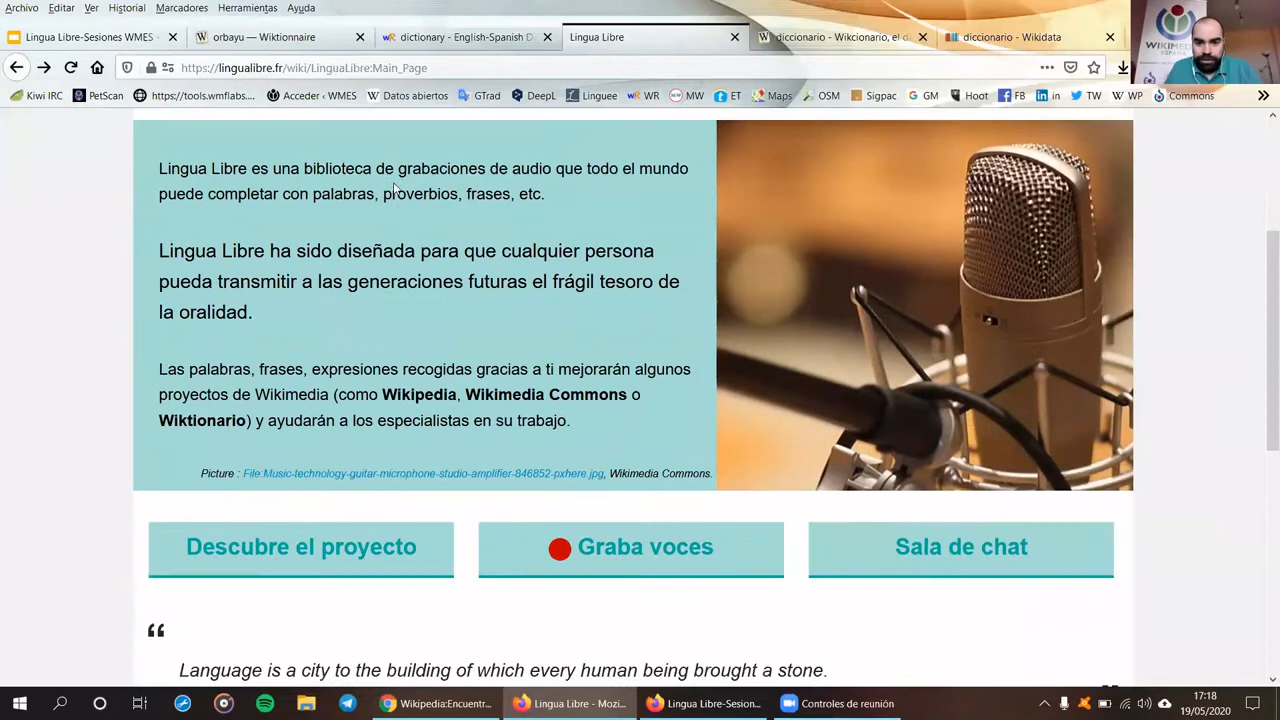 Archivo Editar Ver Historial Marcadores Herramientas Ayuda
Lingua Libre-Sesiones WMES - × orbayu — Wiktionnaire × dictionary - English-Spanish D × Lingua Libre × diccionario - Wikcionario, el d × diccionario - Wikidata ×
https://lingualibre.fr/wiki/LinguaLibre:Main_Page
Kiwi IRC PetScan https://tools.wmflabs... Acceder ‹ WMES Datos abiertos GTrad DeepL Linguee WR MW ET Maps OSM Sigpac GM Hoot FB in TW WP Commons
WIKIMEDIA
ESPAÑA
Lingua Libre es una biblioteca de grabaciones de audio que todo el mundo
puede completar con palabras, proverbios, frases, etc.
Lingua Libre ha sido diseñada para que cualquier persona
pueda transmitir a las generaciones futuras el frágil tesoro de
la oralidad.
Las palabras, frases, expresiones recogidas gracias a ti mejorarán algunos
proyectos de Wikimedia (como Wikipedia, Wikimedia Commons o
Wiktionario) y ayudarán a los especialistas en su trabajo.
Picture : File:Music-technology-guitar-microphone-studio-amplifier-846852-pxhere.jpg, Wikimedia Commons.
Descubre el proyecto Graba voces Sala de chat
“
Language is a city to the building of which every human being brought a stone.
Wikipedia:Encuentr... Lingua Libre - Mozi... Lingua Libre-Sesion... Controles de reunión
17:18
19/05/2020